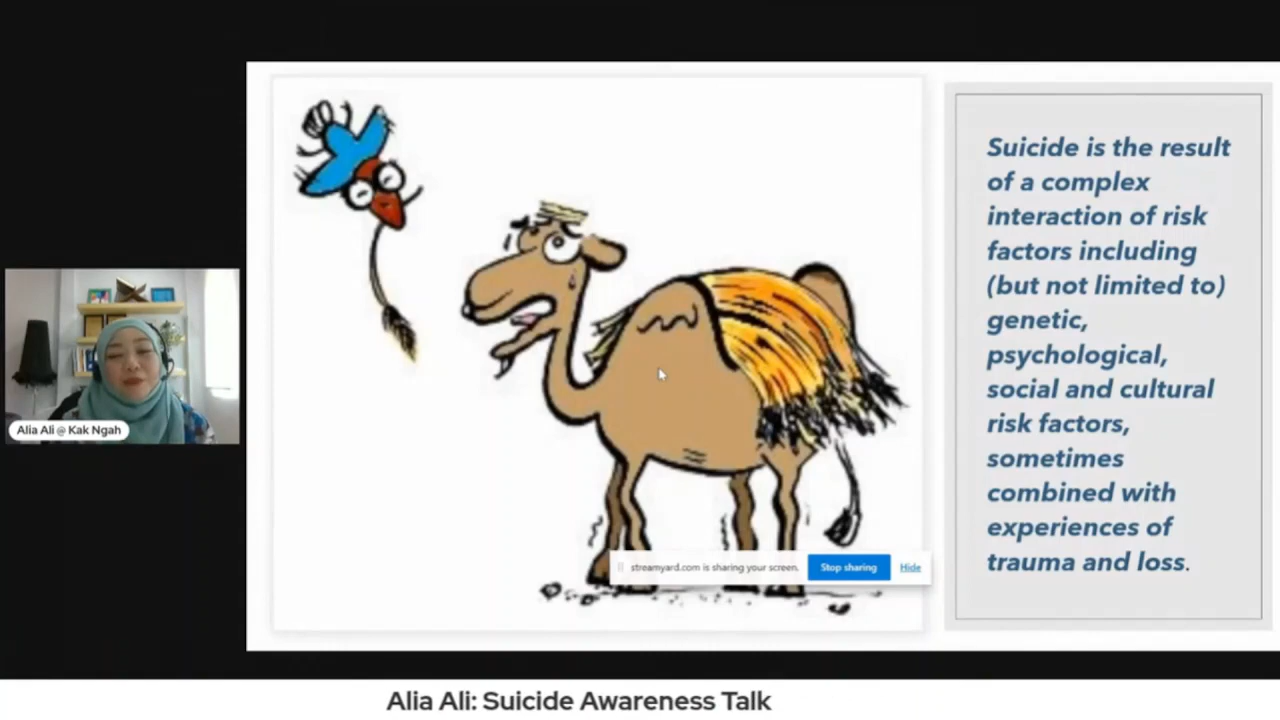 Suicide is the result
of a complex
interaction of risk
factors including
(but not limited to)
genetic,
psychological,
social and cultural
risk factors,
sometimes
combined with
experiences of
trauma and loss.
Alia Ali @ Kak Ngah
streamyard.com is sharing your screen. Stop sharing Hide
Alia Ali: Suicide Awareness Talk